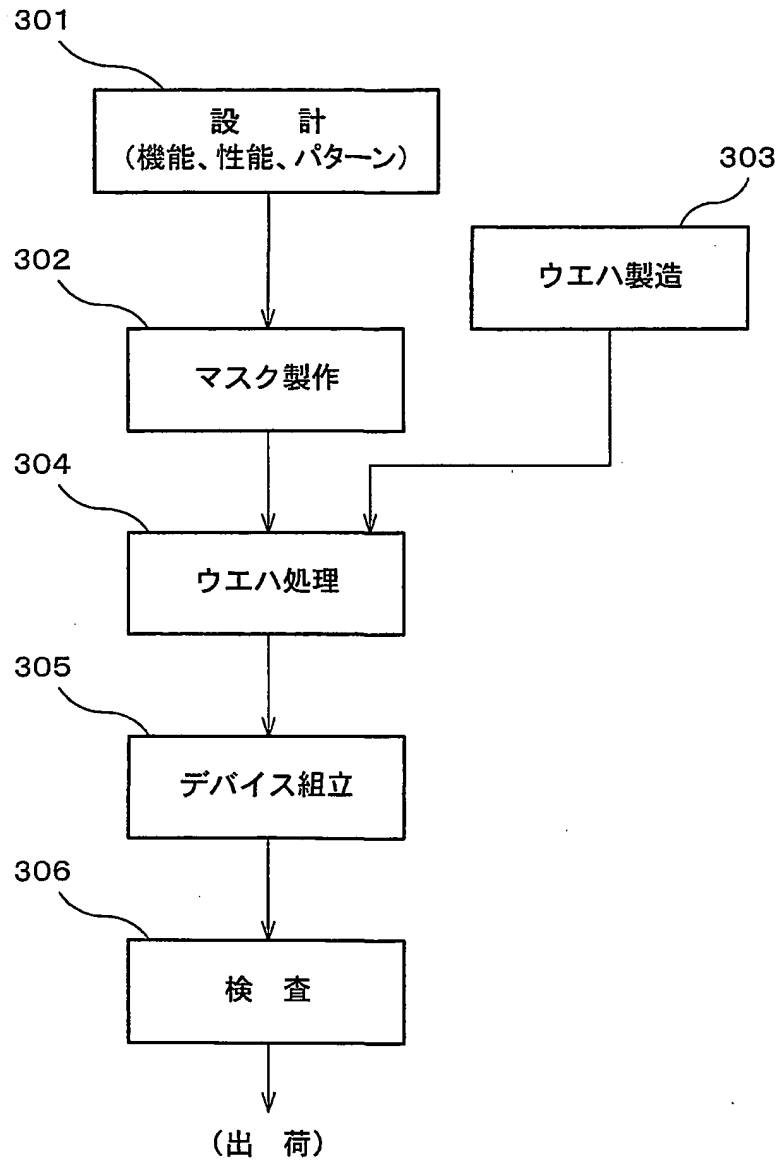 301
設 計
(機能、性能、パターン)
303
ウエハ製造
302
マスク製作
304
ウエハ処理
305
デバイス組立
306
検 査
(出 荷)